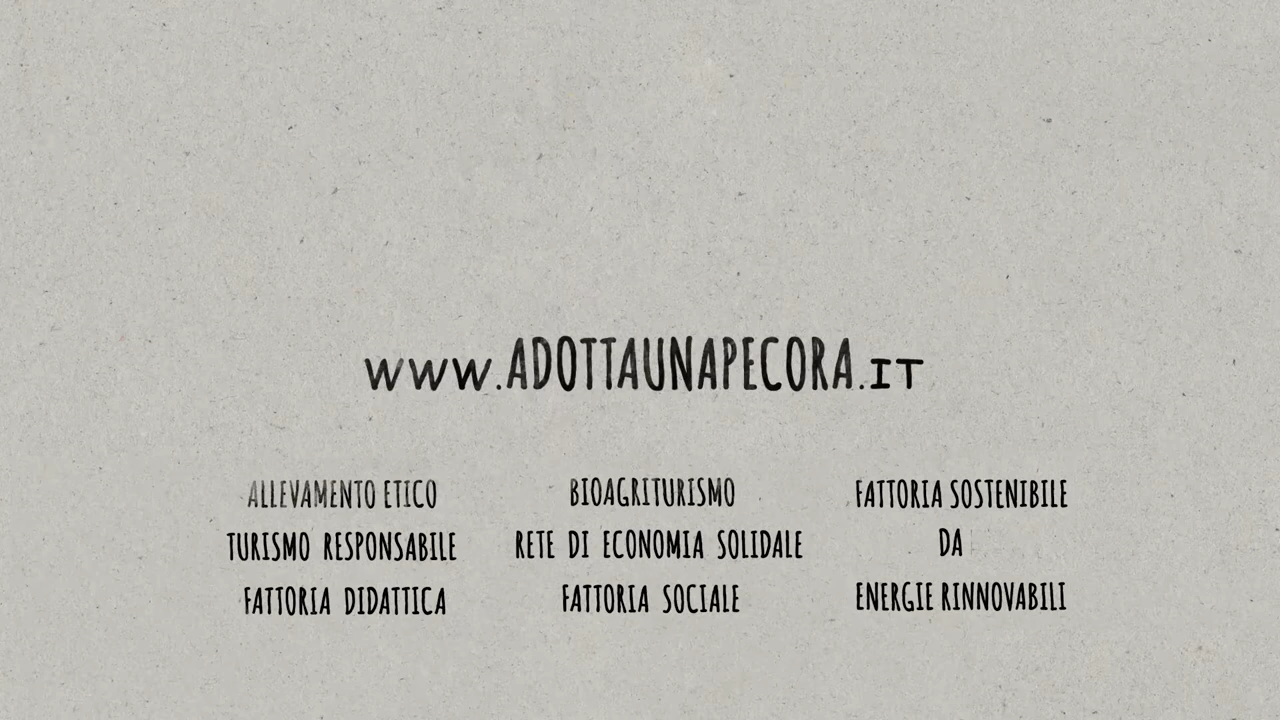 www.ADOTTAUNAPECORA.IT
ALLEVAMENTO ETICO
TURISMO RESPONSABILE
FATTORIA DIDATTICA
BIOAGRITURISMO
RETE DI ECONOMIA SOLIDALE
FATTORIA SOCIALE
FATTORIA SOSTENIBILE
DA
ENERGIE RINNOVABILI